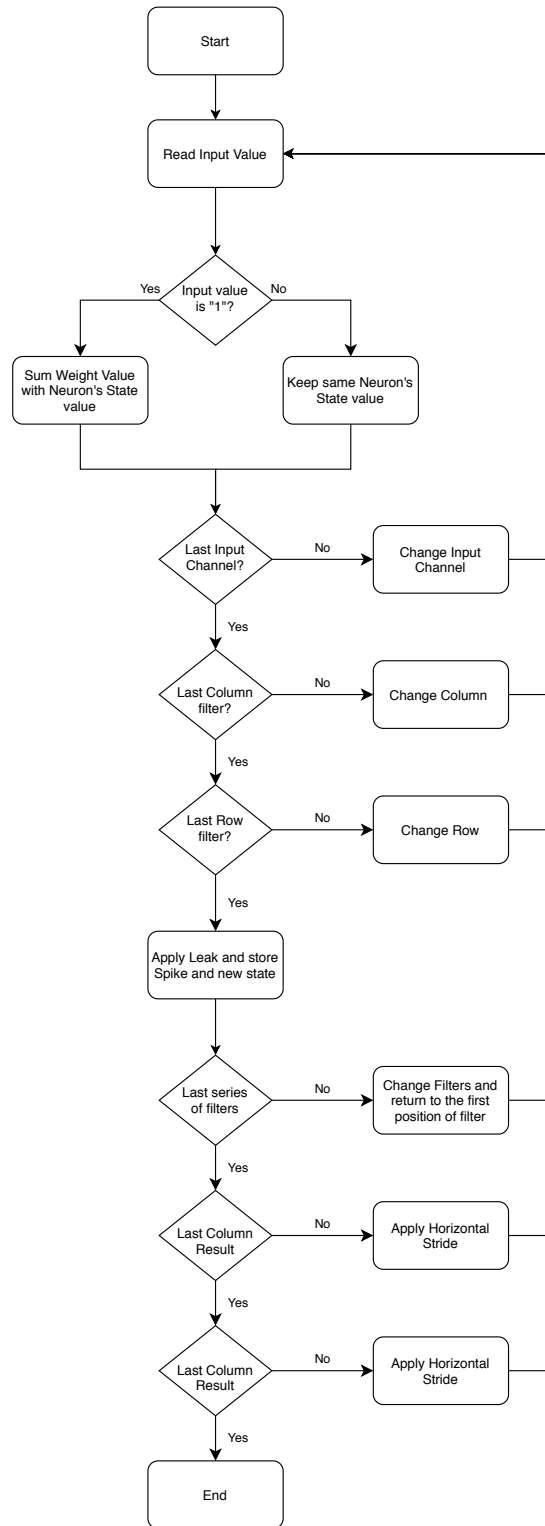 Start
Read Input Value
Yes
Input value
is "1"?
No
Sum Weight Value
with Neuron's State
value
Keep same Neuron's
State value
Last Input
Channel?
No
Change Input
Channel
Yes
Last Column
filter?
No
Change Column
Yes
Last Row
filter?
No
Change Row
Yes
Apply Leak and store
Spike and new state
Last series
of filters
No
Change Filters and
return to the first
position of filter
Yes
Last Column
Result
No
Apply Horizontal
Stride
Yes
Last Column
Result
No
Apply Horizontal
Stride
Yes
End